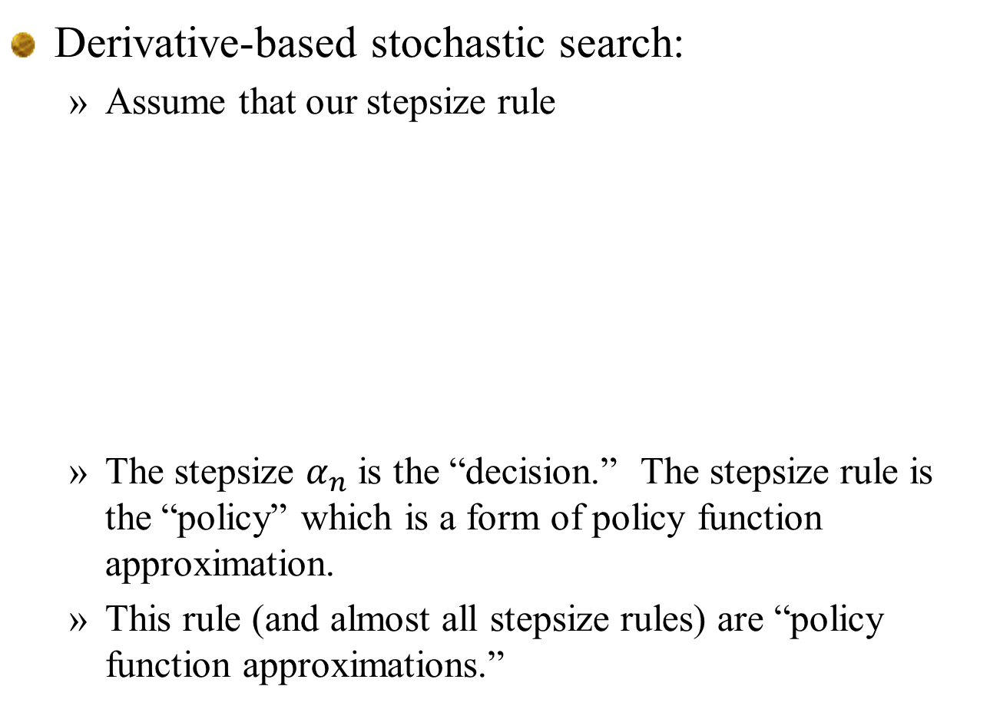 Derivative-based stochastic search:
» Assume that our stepsize rule
» The stepsize αₙ is the “decision.” The stepsize rule is
the “policy” which is a form of policy function
approximation.
» This rule (and almost all stepsize rules) are “policy
function approximations.”